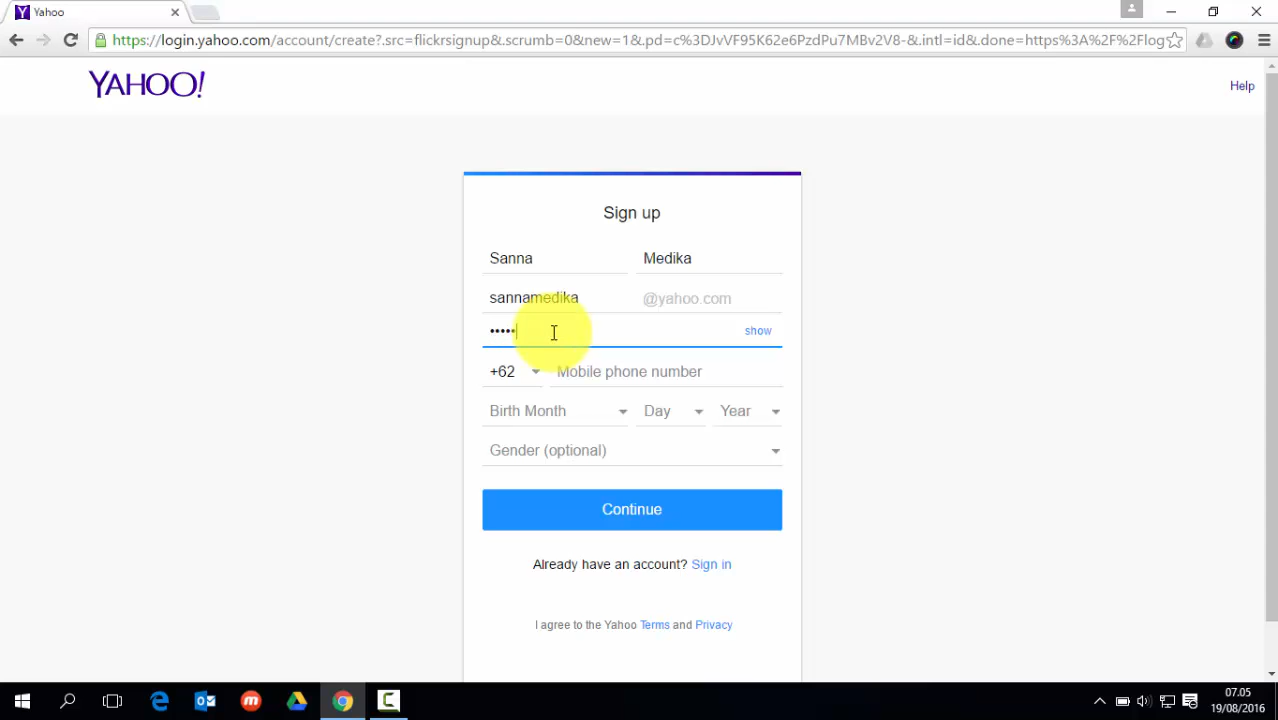 Yahoo
https://login.yahoo.com/account/create?.src=flickrsignup&.scrumb=0&new=1&.pd=c%3DJvVF95K62e6PzdPu7MBv2V8-&.intl=id&.done=https%3A%2F%2Flog
YAHOO!
Help
Sign up
Sanna Medika
sannamedika @yahoo.com
••••• show
+62 Mobile phone number
Birth Month Day Year
Gender (optional)
Continue
Already have an account? Sign in
I agree to the Yahoo Terms and Privacy
07.05
19/08/2016